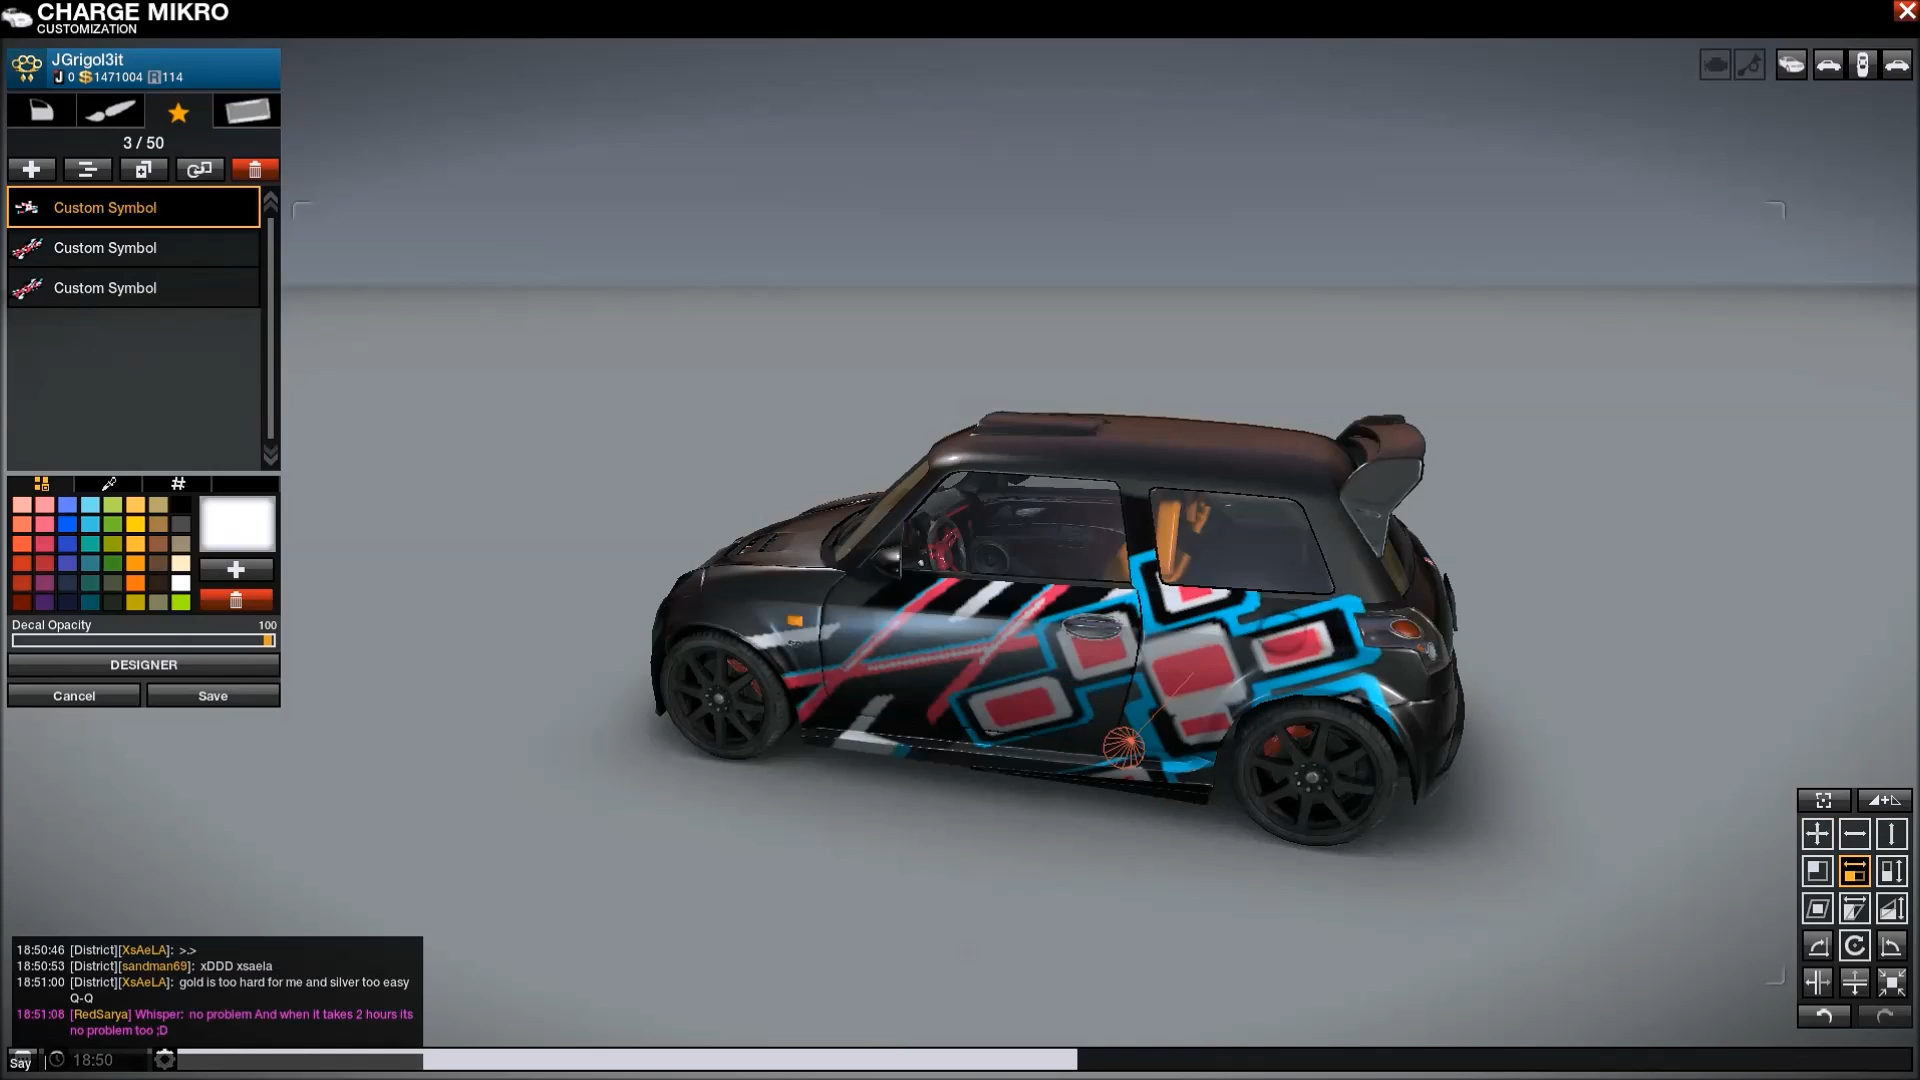 CHARGE MIKRO
CUSTOMIZATION
JGrigol3it
J 0 $1471004 R 114
3 / 50
Custom Symbol
Custom Symbol
Custom Symbol
#
Decal Opacity 100
DESIGNER
Cancel Save
18:50:46 [District][XsAeLA]: >.>
18:50:53 [District][sandman69]: xDDD xsaela
18:51:00 [District][XsAeLA]: gold is too hard for me and silver too easy
Q-Q
18:51:08 [RedSarya] Whisper: no problem And when it takes 2 hours its
no problem too ;D
Say 18:50